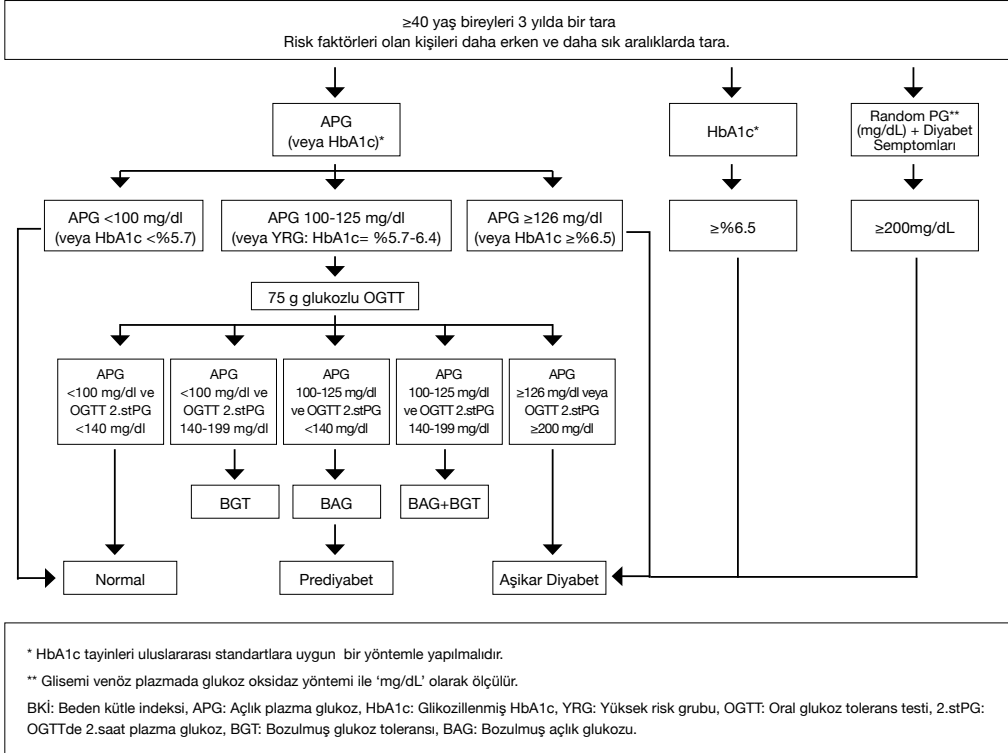 ≥40 yaş bireyleri 3 yılda bir tara
Risk faktörleri olan kişileri daha erken ve daha sık aralıklarda tara.
APG
(veya HbA1c)*
HbA1c*
Random PG**
(mg/dL) + Diyabet
Semptomları
APG <100 mg/dl
(veya HbA1c <%5.7)
APG 100-125 mg/dl
(veya YRG: HbA1c= %5.7-6.4)
APG ≥126 mg/dl
(veya HbA1c ≥%6.5)
≥%6.5
≥200mg/dL
75 g glukozlu OGTT
APG
<100 mg/dl ve
OGTT 2.stPG
<140 mg/dl
APG
<100 mg/dl ve
OGTT 2.stPG
140-199 mg/dl
APG
100-125 mg/dl
ve OGTT 2.stPG
<140 mg/dl
APG
100-125 mg/dl
ve OGTT 2.stPG
140-199 mg/dl
APG
≥126 mg/dl veya
OGTT 2.stPG
≥200 mg/dl
BGT
BAG
BAG+BGT
Normal
Prediyabet
Aşikar Diyabet
* HbA1c tayinleri uluslararası standartlara uygun bir yöntemle yapılmalıdır.
** Glisemi venöz plazmada glukoz oksidaz yöntemi ile ‘mg/dL’ olarak ölçülür.
BKİ: Beden kütle indeksi, APG: Açlık plazma glukoz, HbA1c: Glikozillenmiş HbA1c, YRG: Yüksek risk grubu, OGTT: Oral glukoz tolerans testi, 2.stPG:
OGTTde 2.saat plazma glukoz, BGT: Bozulmuş glukoz toleransı, BAG: Bozulmuş açlık glukozu.